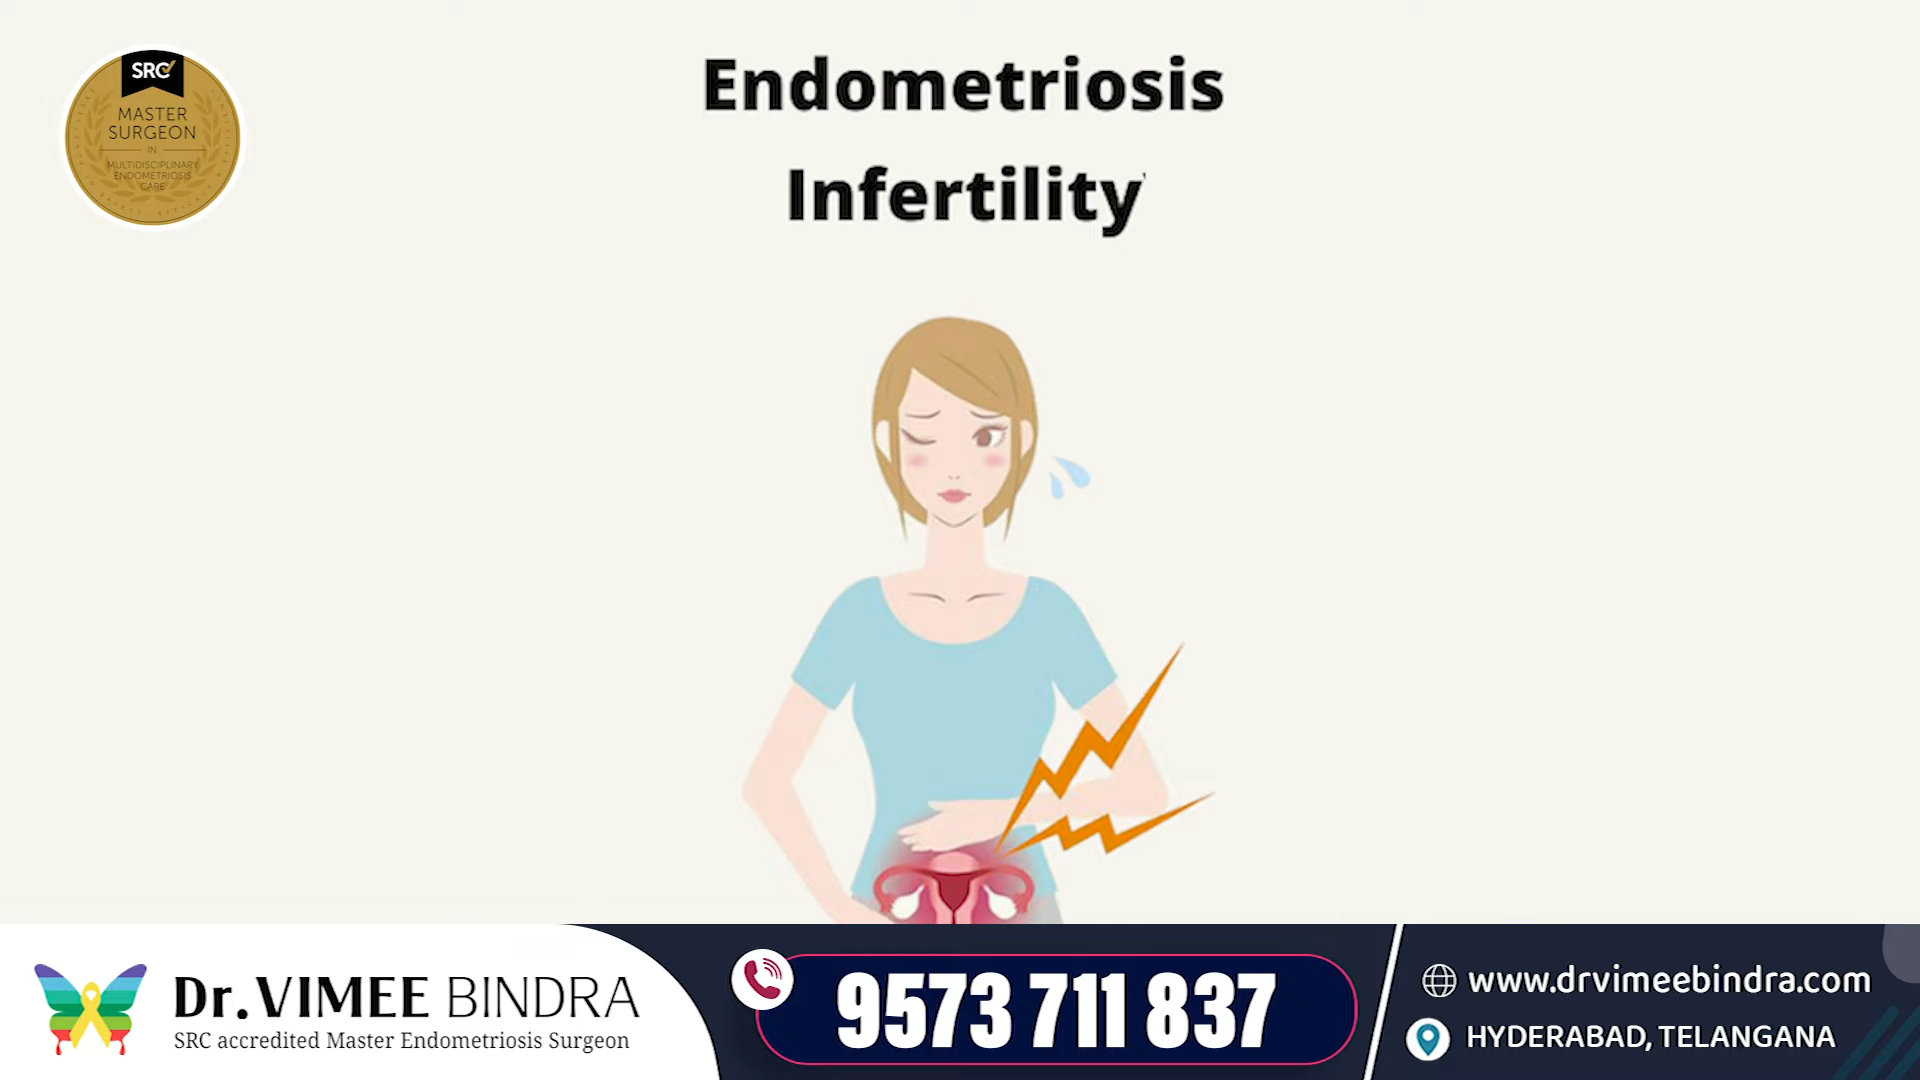 Endometriosis
Infertility
SRC
MASTER
SURGEON
IN
MULTIDISCIPLINARY
ENDOMETRIOSIS
CARE
Dr.VIMEE BINDRA
SRC accredited Master Endometriosis Surgeon
9573 711 837
www.drvimeebindra.com
HYDERABAD, TELANGANA